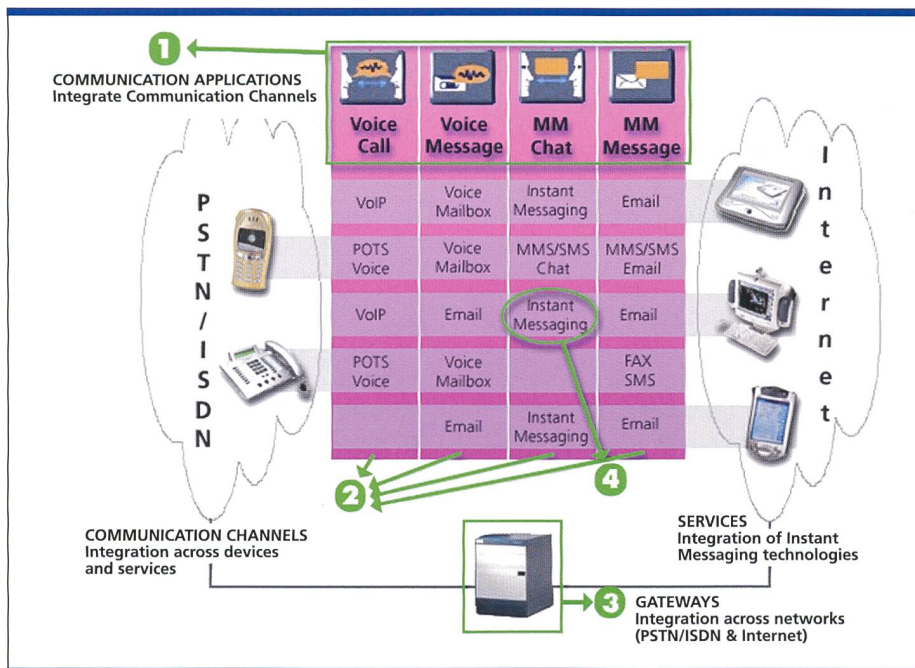 1
COMMUNICATION APPLICATIONS
Integrate Communication Channels
Voice
Call
Voice
Message
MM
Chat
MM
Message
PSTN/ISDN
Internet
VoIP
Voice
Mailbox
Instant
Messaging
Email
POTS
Voice
Voice
Mailbox
MMS/SMS
Chat
MMS/SMS
Email
VoIP
Email
Instant
Messaging
Email
POTS
Voice
Voice
Mailbox
FAX
SMS
Email
Instant
Messaging
Email
2
4
COMMUNICATION CHANNELS
Integration across devices
and services
SERVICES
Integration of Instant
Messaging technologies
3
GATEWAYS
Integration across networks
(PSTN/ISDN & Internet)